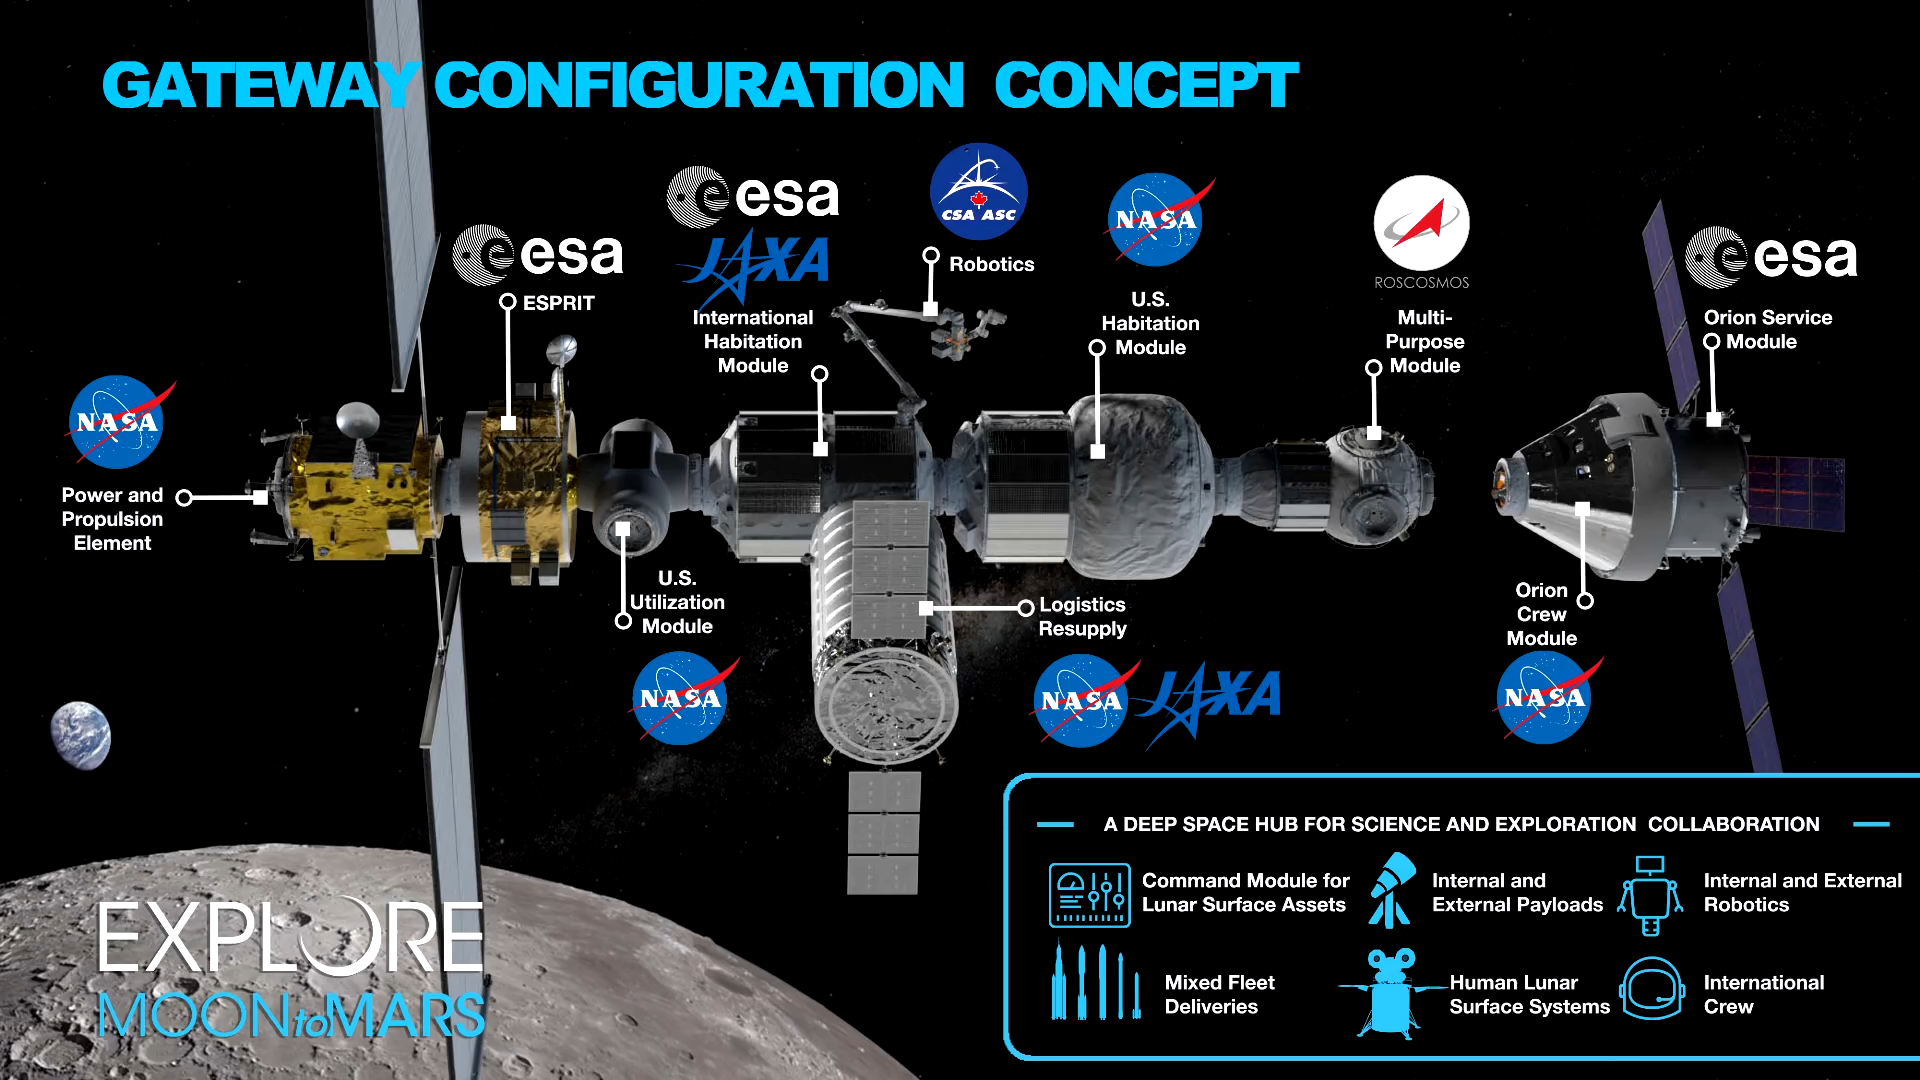 GATEWAY CONFIGURATION CONCEPT
esa
JAXA
International
Habitation
Module
CSA ASC
Robotics
NASA
U.S.
Habitation
Module
ROSCOSMOS
Multi-
Purpose
Module
esa
Orion Service
Module
esa
ESPRIT
NASA
Power and
Propulsion
Element
U.S.
Utilization
Module
NASA
Logistics
Resupply
NASA
JAXA
Orion
Crew
Module
NASA
A DEEP SPACE HUB FOR SCIENCE AND EXPLORATION COLLABORATION
Command Module for
Lunar Surface Assets
Internal and
External Payloads
Internal and External
Robotics
Mixed Fleet
Deliveries
Human Lunar
Surface Systems
International
Crew
EXPLORE
MOONtoMARS